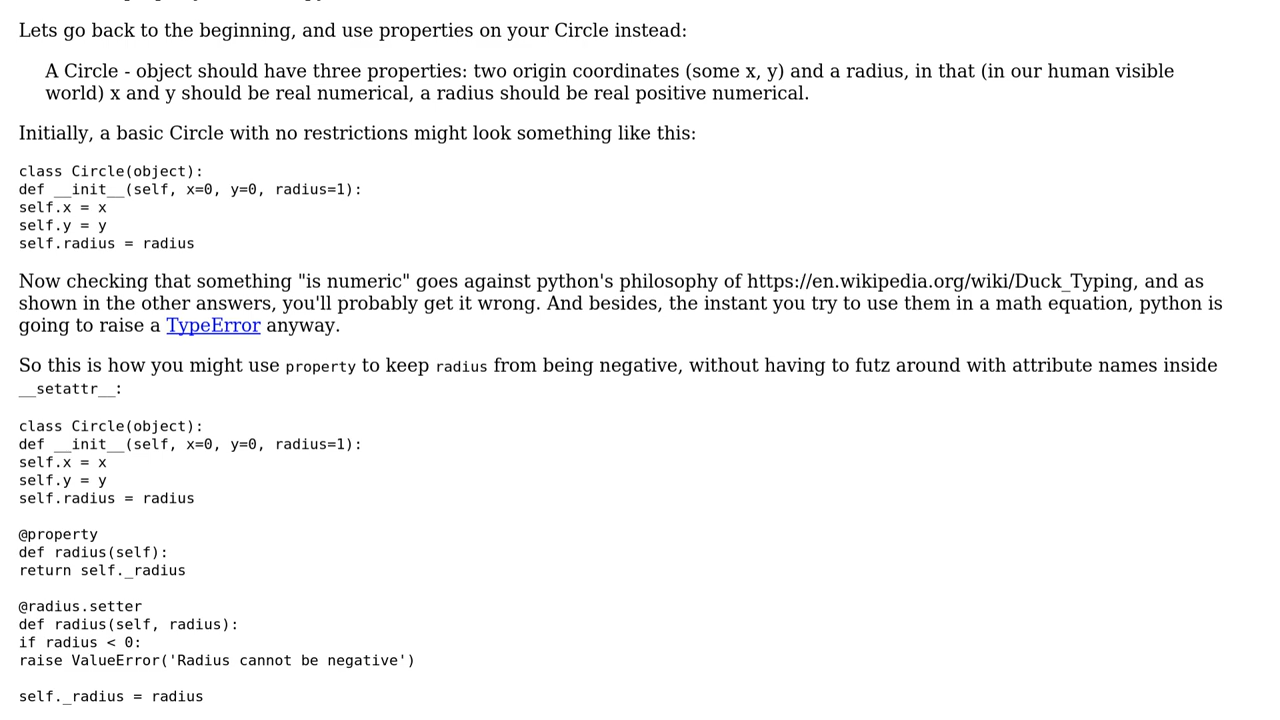 Lets go back to the beginning, and use properties on your Circle instead:
A Circle - object should have three properties: two origin coordinates (some x, y) and a radius, in that (in our human visible
world) x and y should be real numerical, a radius should be real positive numerical.
Initially, a basic Circle with no restrictions might look something like this:
class Circle(object):
def __init__(self, x=0, y=0, radius=1):
self.x = x
self.y = y
self.radius = radius
Now checking that something "is numeric" goes against python's philosophy of https://en.wikipedia.org/wiki/Duck_Typing, and as
shown in the other answers, you'll probably get it wrong. And besides, the instant you try to use them in a math equation, python is
going to raise a TypeError anyway.
So this is how you might use property to keep radius from being negative, without having to futz around with attribute names inside
__setattr__:
class Circle(object):
def __init__(self, x=0, y=0, radius=1):
self.x = x
self.y = y
self.radius = radius
@property
def radius(self):
return self._radius
@radius.setter
def radius(self, radius):
if radius < 0:
raise ValueError('Radius cannot be negative')
self._radius = radius